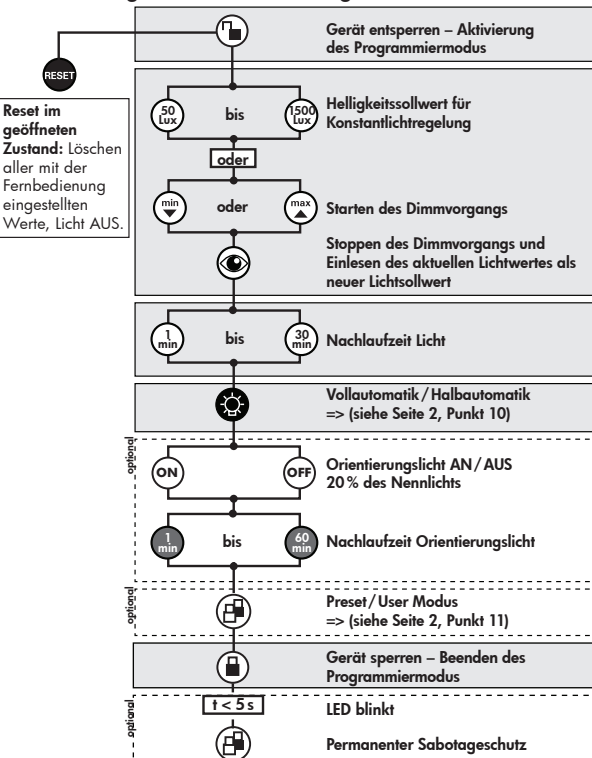 Gerät entsperren – Aktivierung
des Programmiermodus
RESET
Reset im
geöffneten
Zustand: Löschen
aller mit der
Fernbedienung
eingestellten
Werte, Licht AUS.
50 Lux bis 1500 Lux
Helligkeitssollwert für
Konstantlichtregelung
oder
min oder max
Starten des Dimmvorgangs
Stoppen des Dimmvorgangs und
Einlesen des aktuellen Lichtwertes als
neuer Lichtsollwert
1 min bis 30 min
Nachlaufzeit Licht
Vollautomatik / Halbautomatik
=> (siehe Seite 2, Punkt 10)
optional
ON OFF
Orientierungslicht AN / AUS
20 % des Nennlichts
1 min bis 60 min
Nachlaufzeit Orientierungslicht
optional
Preset / User Modus
=> (siehe Seite 2, Punkt 11)
Gerät sperren – Beenden des
Programmiermodus
optional
t < 5 s
LED blinkt
Permanenter Sabotageschutz